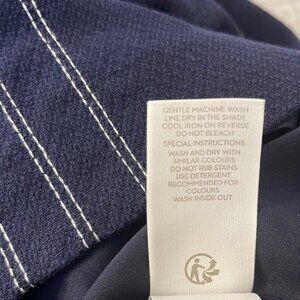 GENTLE MACHINE WASH
LINE DRY IN THE SHADE
COOL IRON ON REVERSE
DO NOT BLEACH
SPECIAL INSTRUCTIONS:
WASH AND DRY WITH
SIMILAR COLOURS
DO NOT RUB STAINS
USE DETERGENT
RECOMMENDED FOR
COLOURS
WASH INSIDE OUT